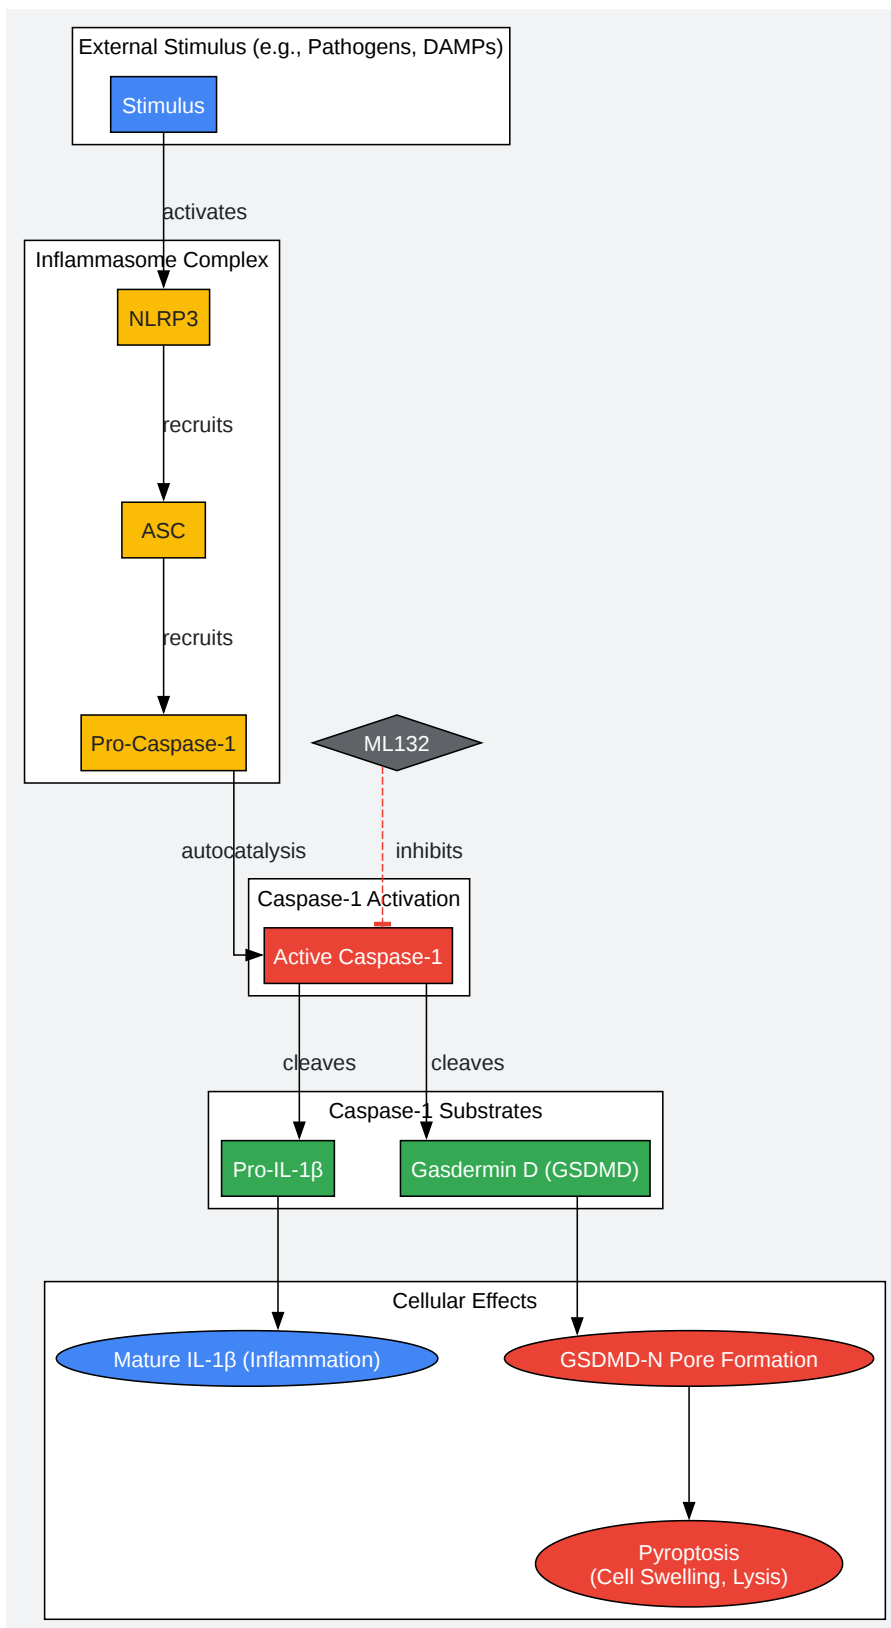 External Stimulus (e.g., Pathogens, DAMPs)
Stimulus
activates
Inflammasome Complex
NLRP3
recruits
ASC
recruits
Pro-Caspase-1
ML132
autocatalysis
inhibits
Caspase-1 Activation
Active Caspase-1
cleaves
cleaves
Caspase-1 Substrates
Pro-IL-1β
Gasdermin D (GSDMD)
Cellular Effects
Mature IL-1β (Inflammation)
GSDMD-N Pore Formation
Pyroptosis
(Cell Swelling, Lysis)